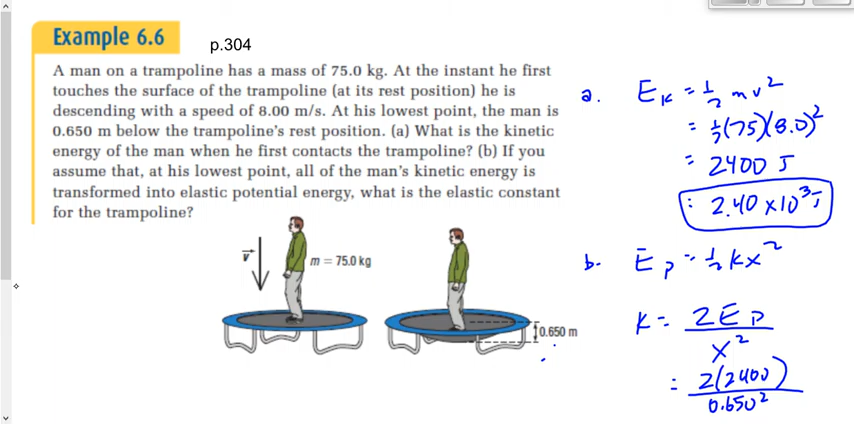 Example 6.6
p.304
A man on a trampoline has a mass of 75.0 kg. At the instant he first
touches the surface of the trampoline (at its rest position) he is
descending with a speed of 8.00 m/s. At his lowest point, the man is
0.650 m below the trampoline's rest position. (a) What is the kinetic
energy of the man when he first contacts the trampoline? (b) If you
assume that, at his lowest point, all of the man's kinetic energy is
transformed into elastic potential energy, what is the elastic constant
for the trampoline?
v⃗
m = 75.0 kg
0.650 m
a. E_K = ½ mv²
= ½(75)(8.0)²
= 2400 J
: 2.40 × 10³ J
b. E_p = ½ kx²
K = 2E_p / x²
= 2(2400) / 0.650²